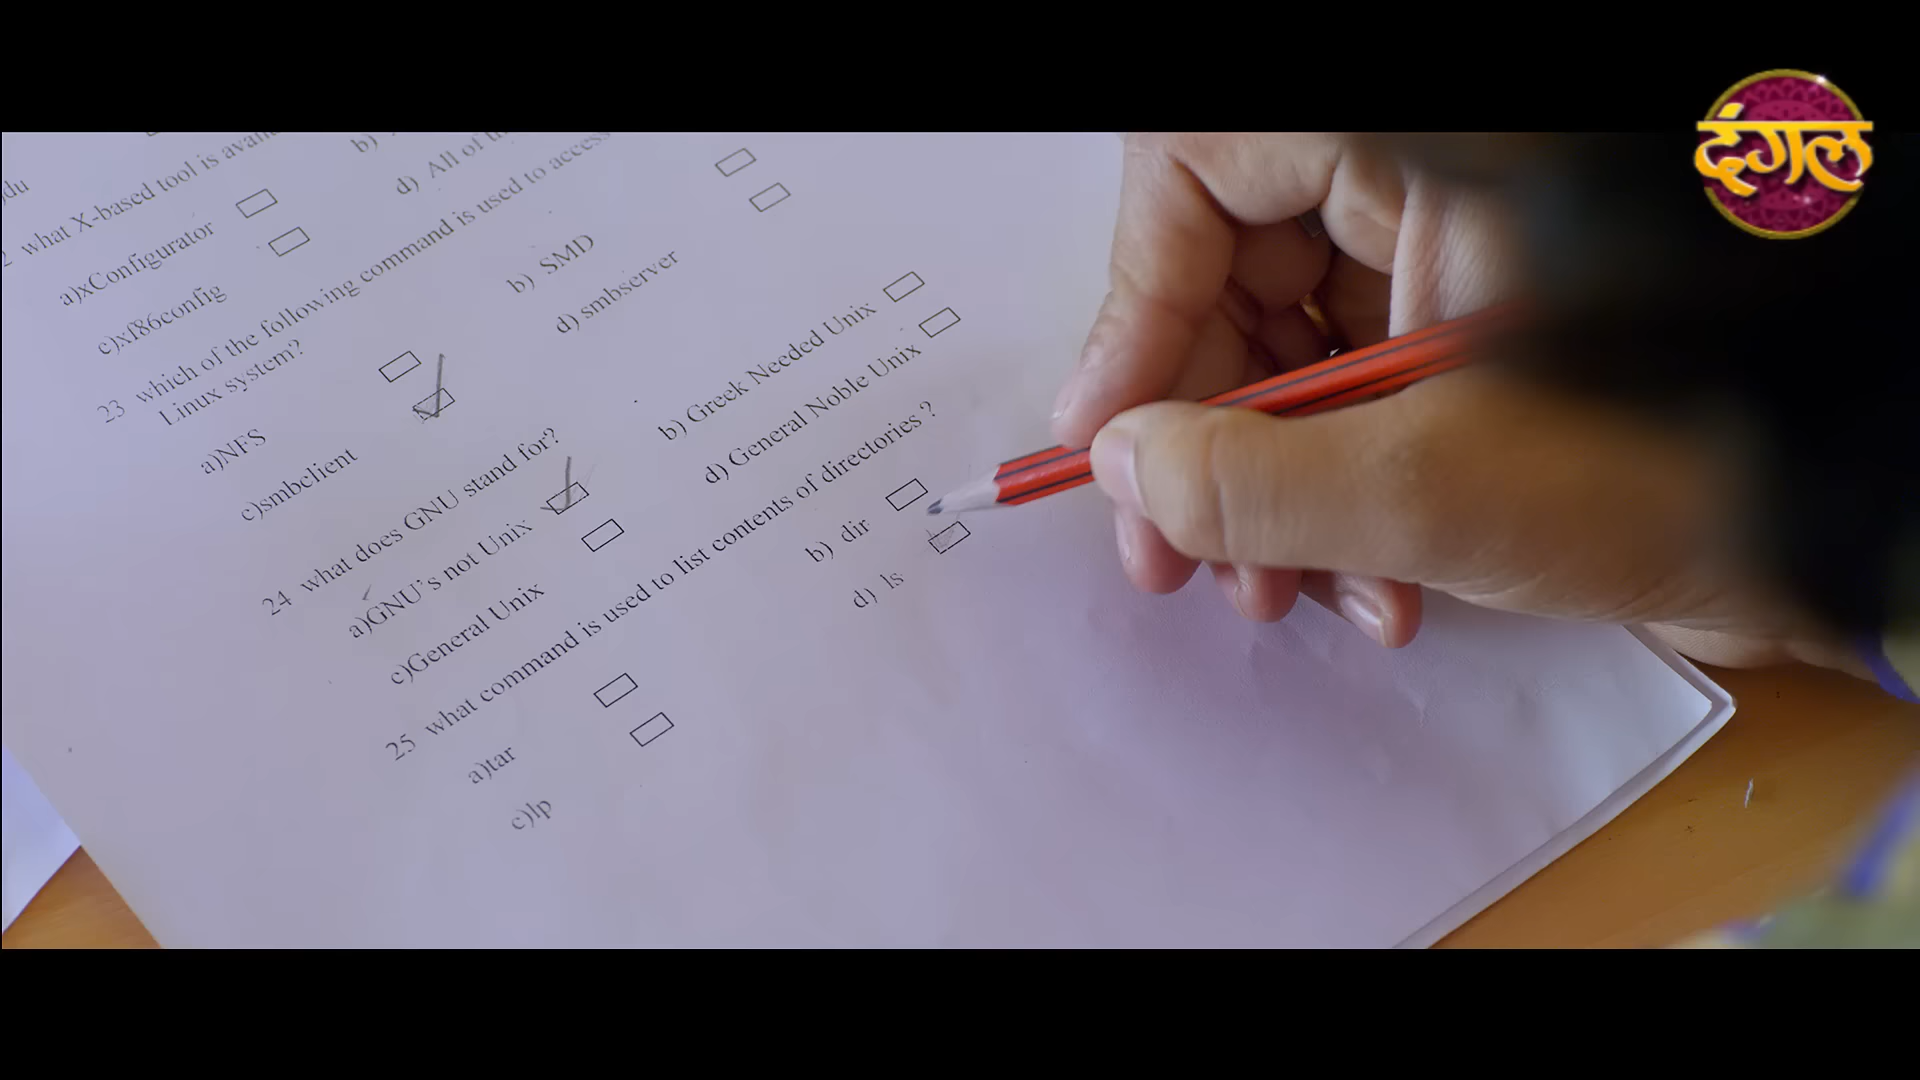 du
2 what X-based tool is
a)xConfigurator
b)
c)xf86config
d) All of
23 which of the following command is used to access
Linux system?
a)NFS
b) SMD
c)smbclient
d) smbserver
24 what does GNU stand for?
a)GNU's not Unix
b) Greek Needed Unix
c)General Unix
d) General Noble Unix
25 what command is used to list contents of directories ?
a)tar
b) dir
c)lp
d) ls
दंगल